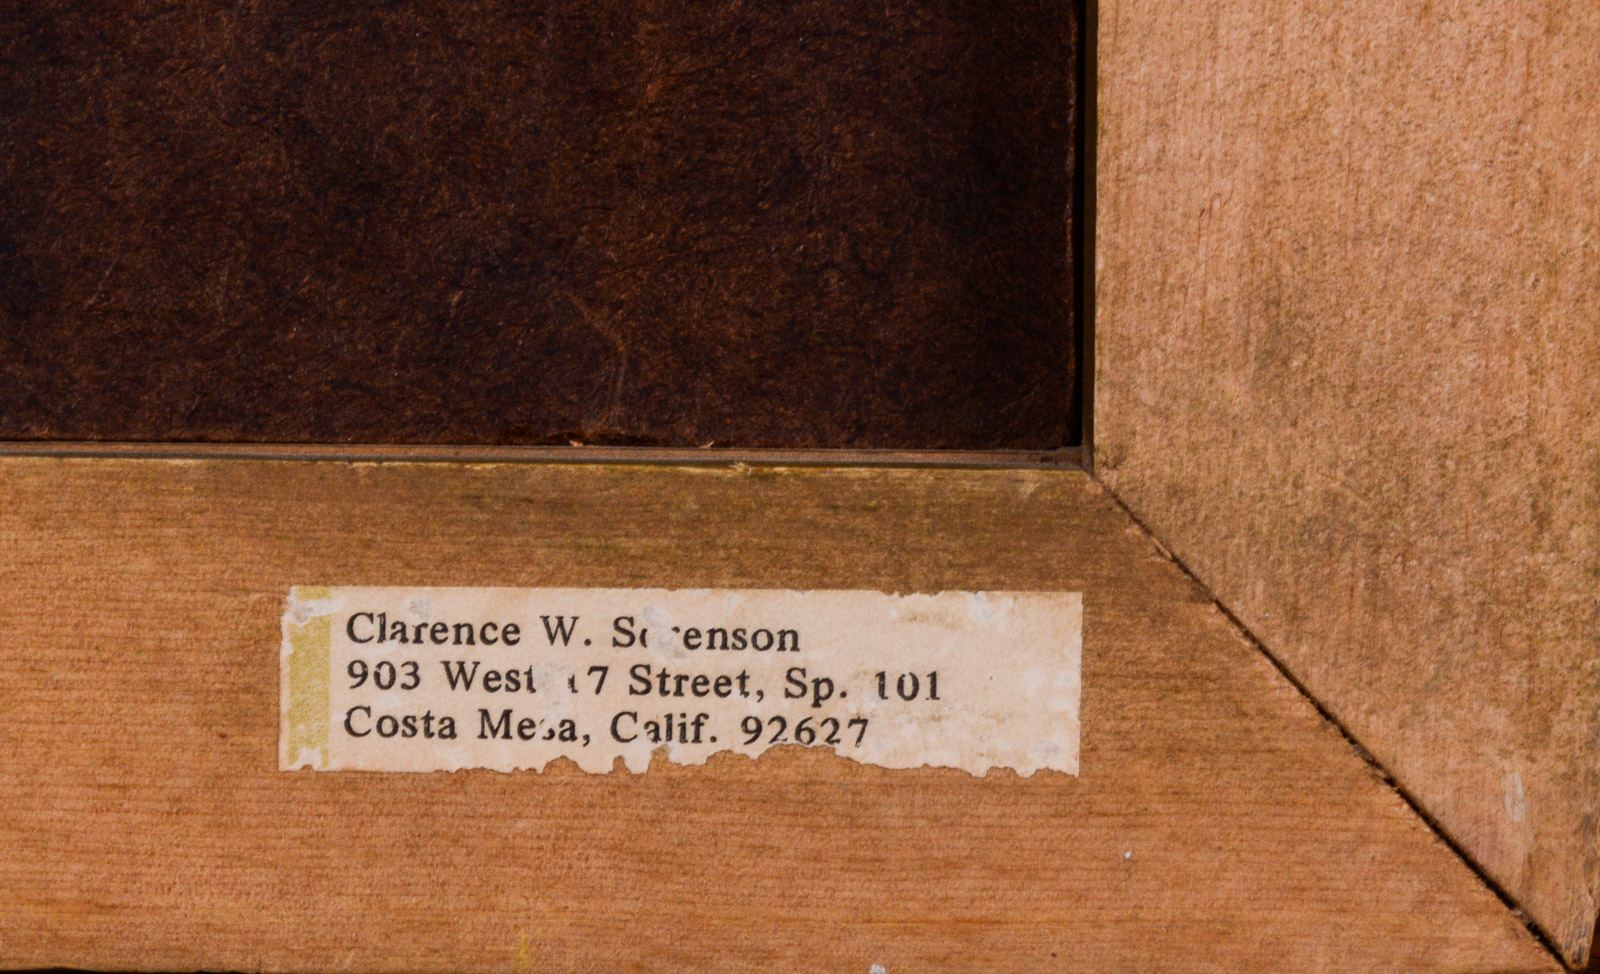 Clarence W. Sorenson
903 West 17 Street, Sp. 101
Costa Mesa, Calif. 92627